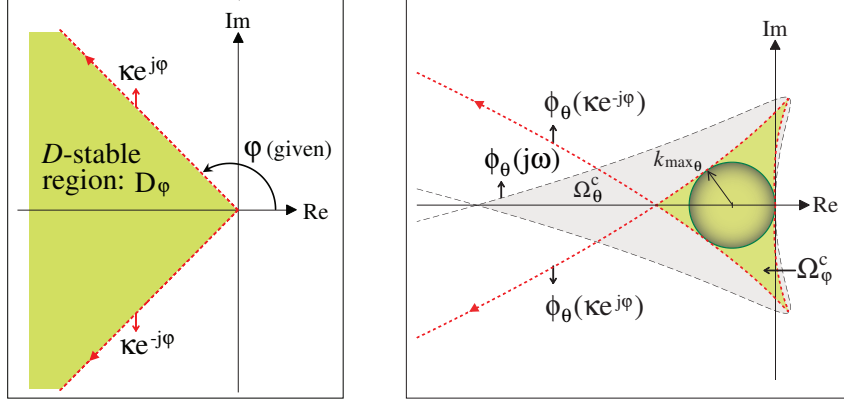 Im
κe^{jφ}
D-stable
region: D_φ
φ (given)
Re
κe^{-jφ}
Im
ϕ_θ(κe^{-jφ})
ϕ_θ(jω)
k_{max_θ}
Ω_θ^c
Re
Ω_φ^c
ϕ_θ(κe^{jφ})